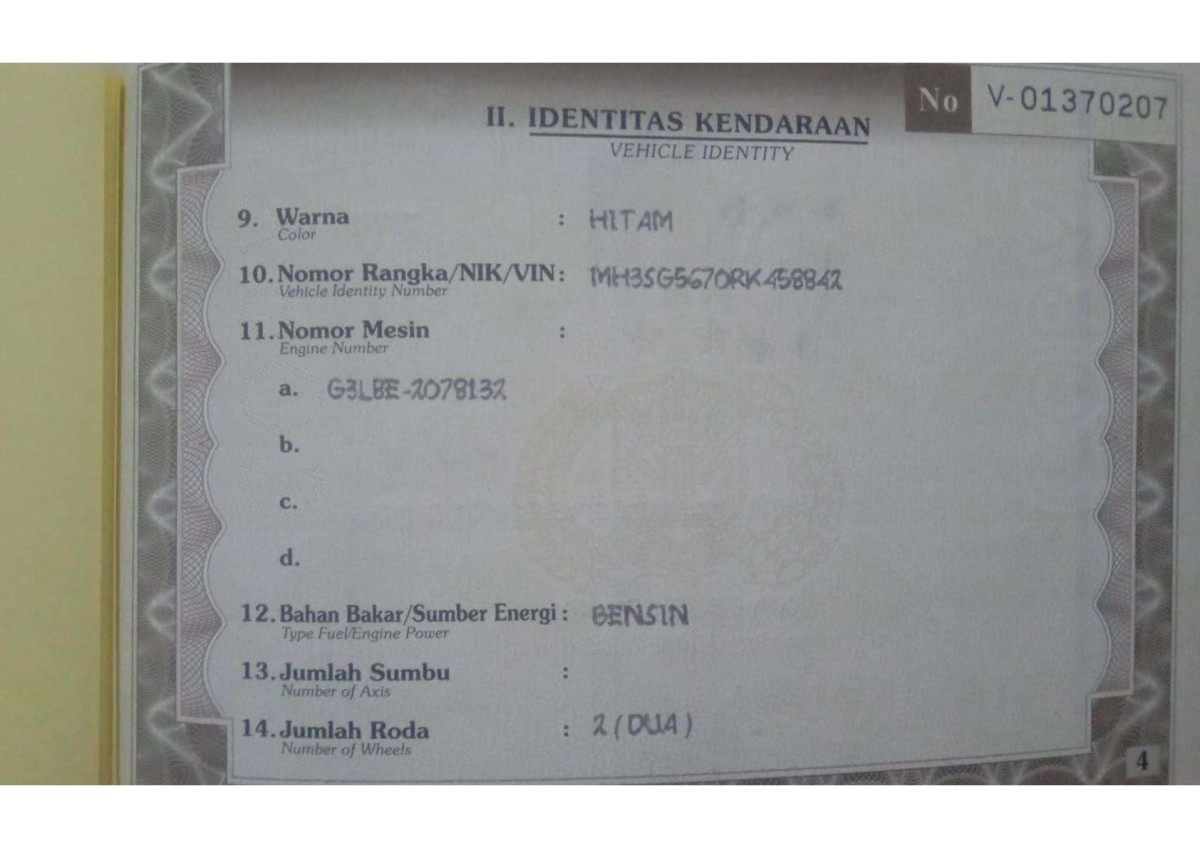 No V-01370207
II. IDENTITAS KENDARAAN
VEHICLE IDENTITY
9. Warna : HITAM
Color
10. Nomor Rangka/NIK/VIN : MH3SG5670RK458842
Vehicle Identity Number
11. Nomor Mesin :
Engine Number
a. G3LBE-2078132
b.
c.
d.
12. Bahan Bakar/Sumber Energi : BENSIN
Type Fuel/Engine Power
13. Jumlah Sumbu :
Number of Axis
14. Jumlah Roda : 2 (DUA)
Number of Wheels
4